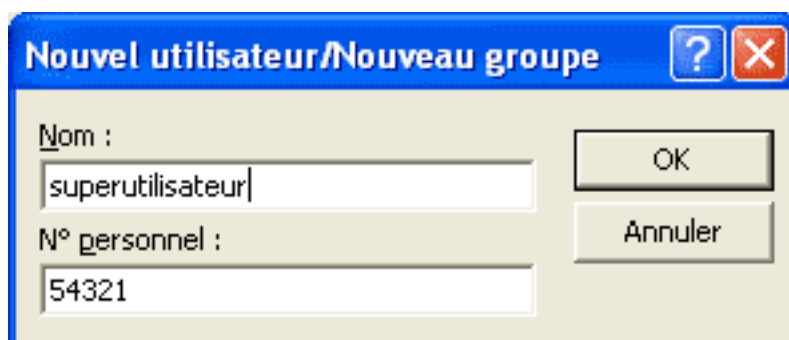 Nouvel utilisateur/Nouveau groupe
Nom :
superutilisateur
N° personnel :
54321
OK
Annuler